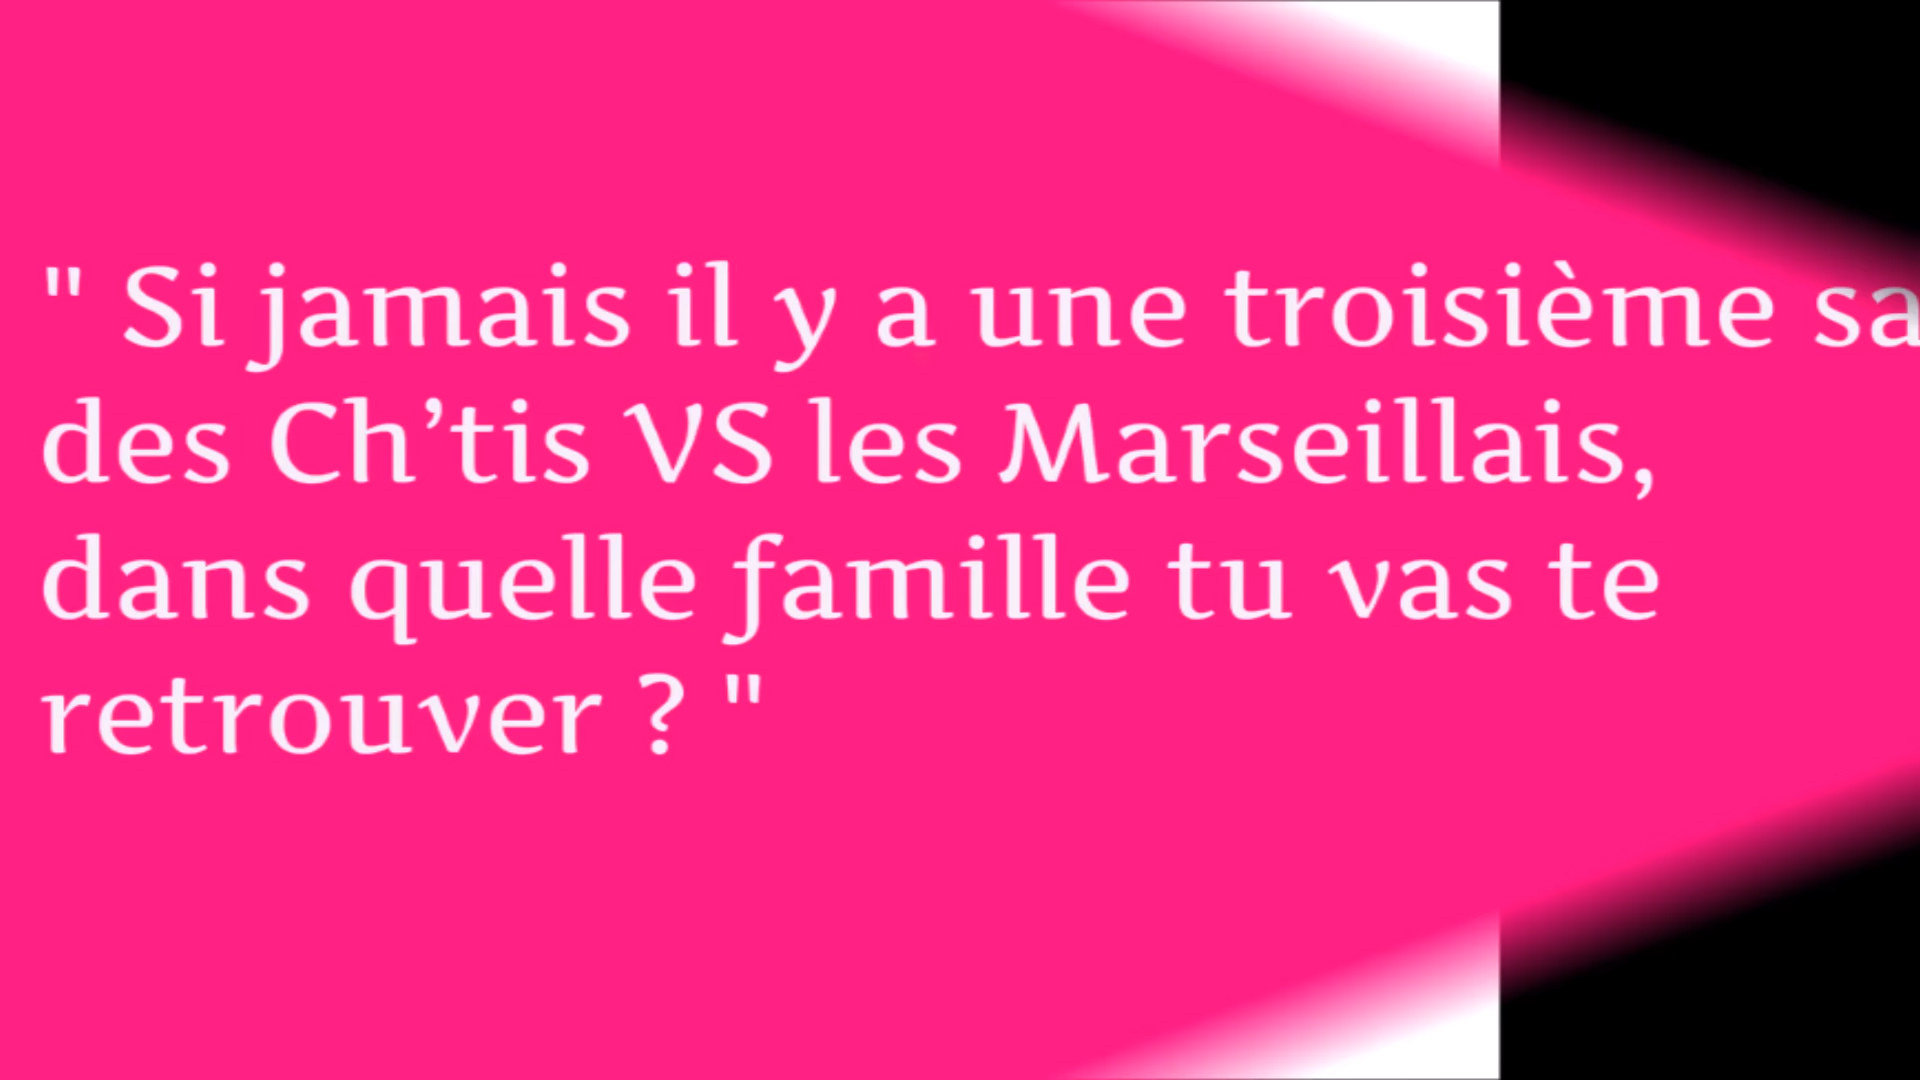 " Si jamais il y a une troisième sa
des Ch’tis VS les Marseillais,
dans quelle famille tu vas te
retrouver ? "